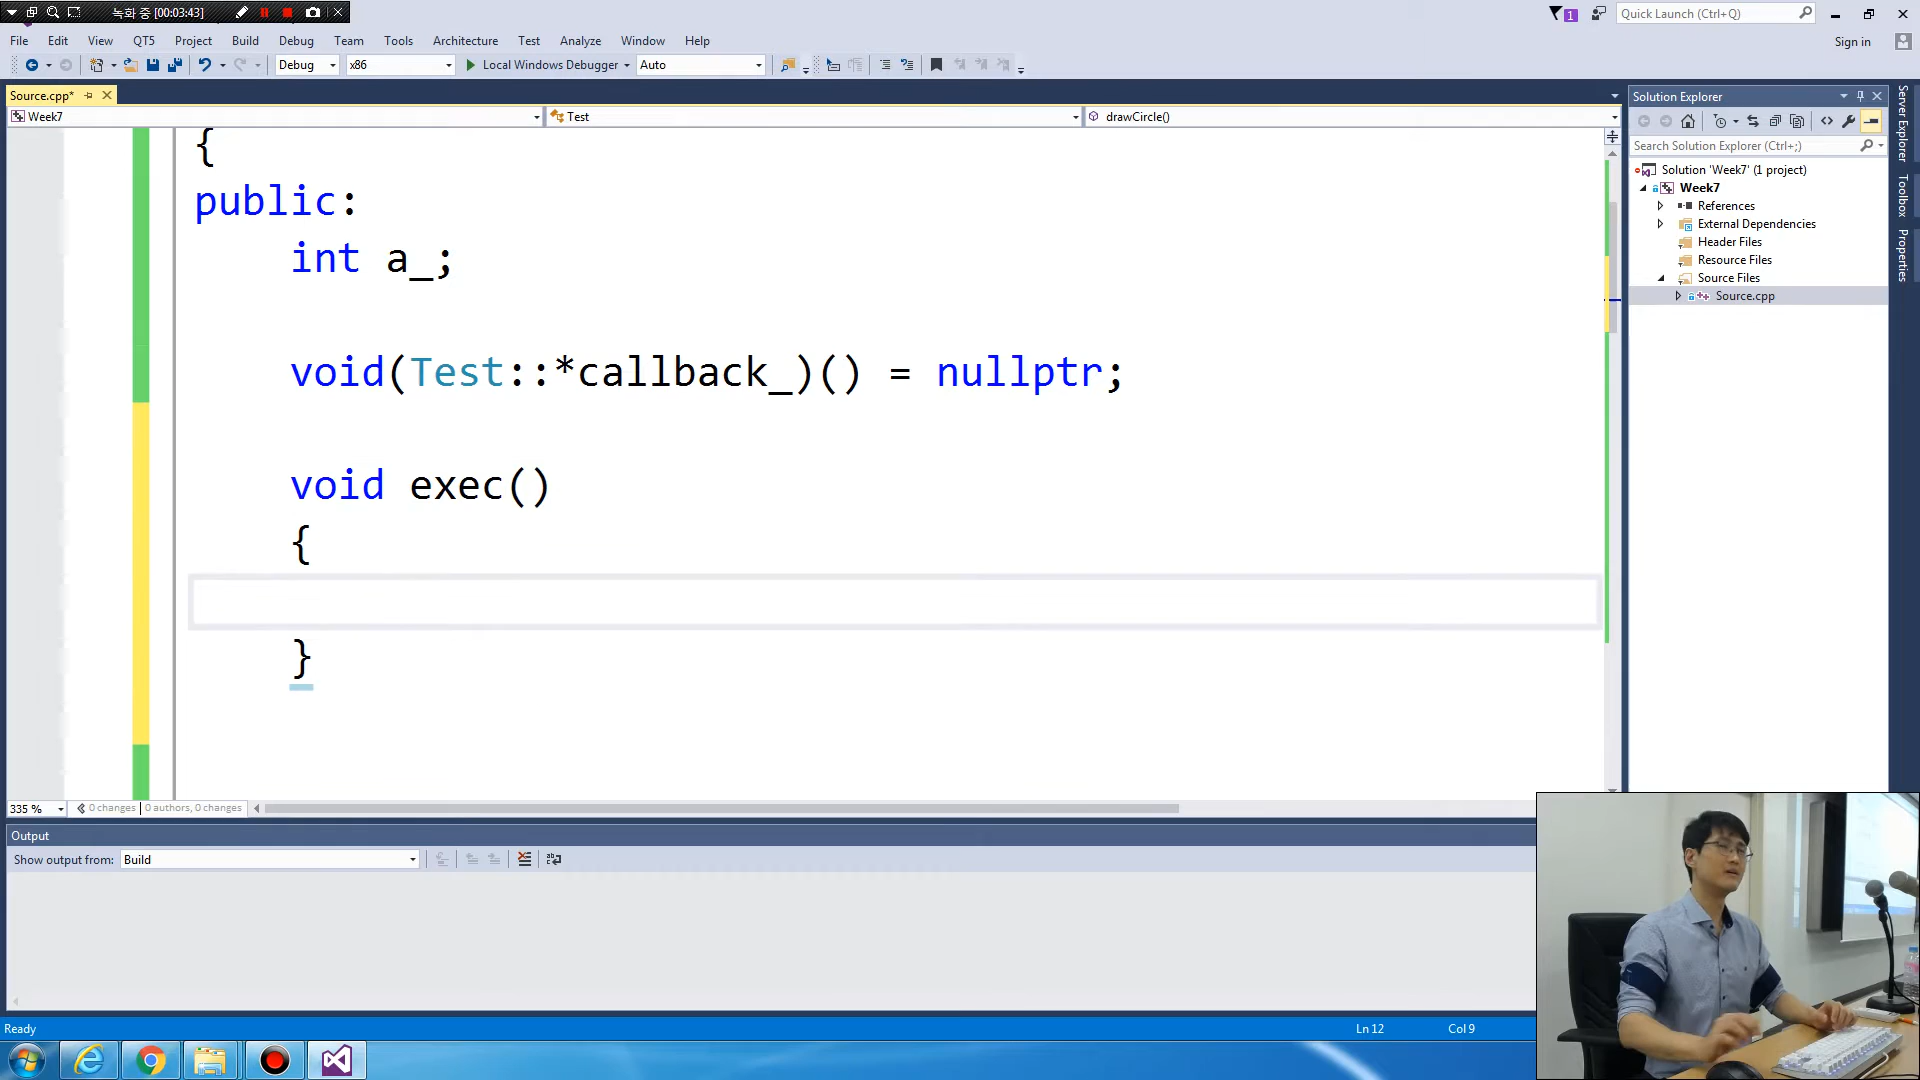 녹화 중 [00:03:43]
1
Quick Launch (Ctrl+Q)
File Edit View QT5 Project Build Debug Team Tools Architecture Test Analyze Window Help
Sign in
Debug x86 Local Windows Debugger Auto
Source.cpp*
Week7 Test drawCircle()
{
public:
int a_;
void(Test::*callback_)() = nullptr;
void exec()
{
}
335 % 0 changes 0 authors, 0 changes
Output
Show output from: Build
Ready Ln 12 Col 9
Solution Explorer
Search Solution Explorer (Ctrl+;)
Solution 'Week7' (1 project)
Week7
References
External Dependencies
Header Files
Resource Files
Source Files
Source.cpp
Server Explorer
Toolbox
Properties